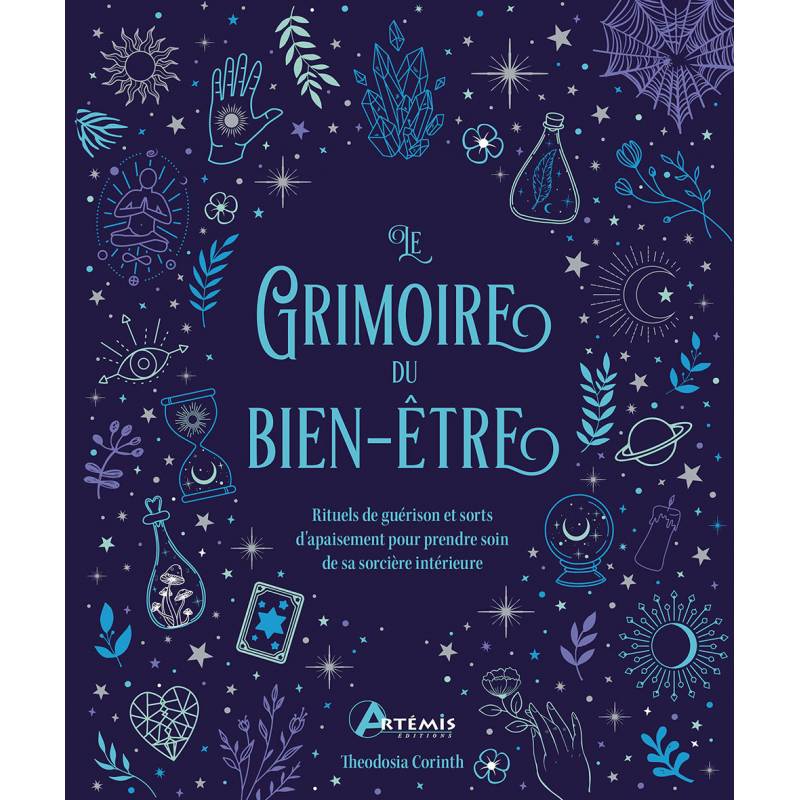 Le
Grimoire
du
bien-être
Rituels de guérison et sorts
d'apaisement pour prendre soin
de sa sorcière intérieure
Artémis
EDITIONS
Theodosia Corinth